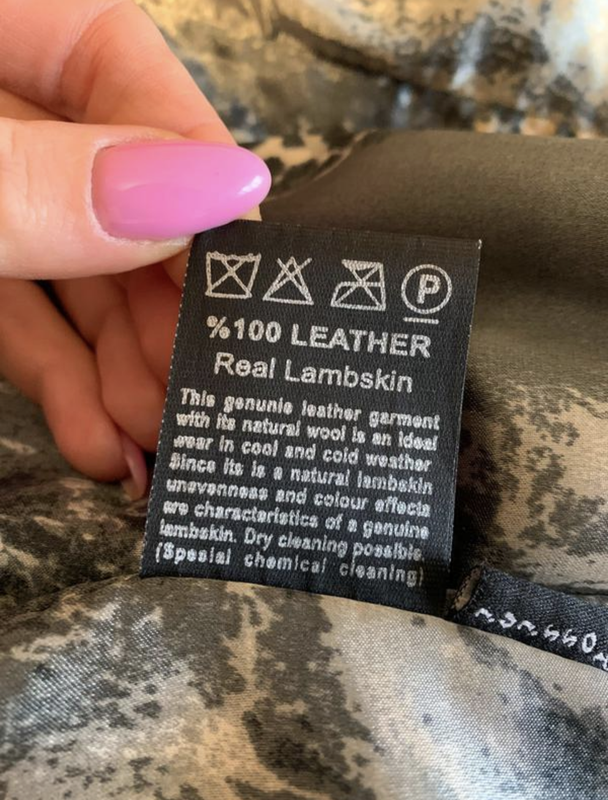 P
%100 LEATHER
Real Lambskin
This genunie leather garment
with its natural wool is an ideal
wear in cool and cold weather
Since its is a natural lambskin
unevenness and colour effects
are characteristics of a genuine
lambskin. Dry cleaning possible.
(Spesial chemical cleaning)